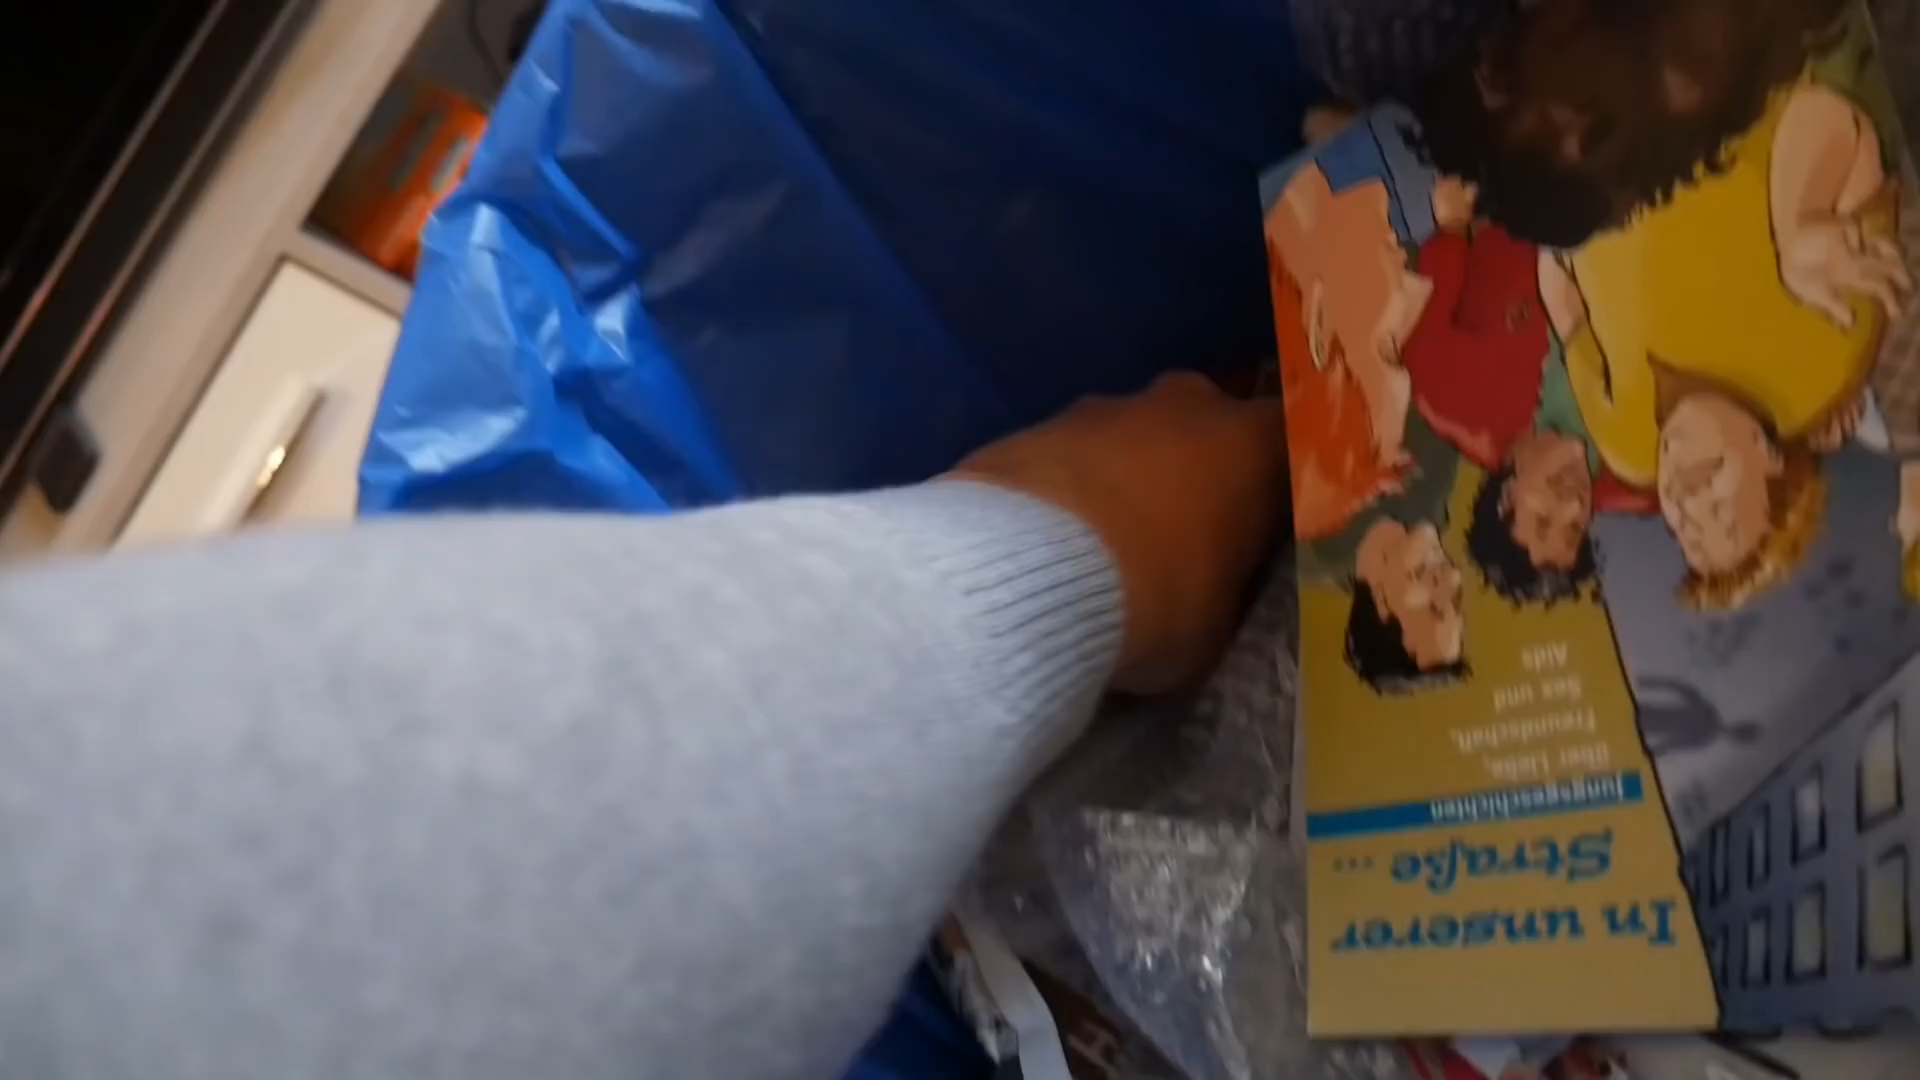 In unserer
Straße ...
Jungsgeschichten
über Liebe,
Freundschaft,
Sex und
Aids